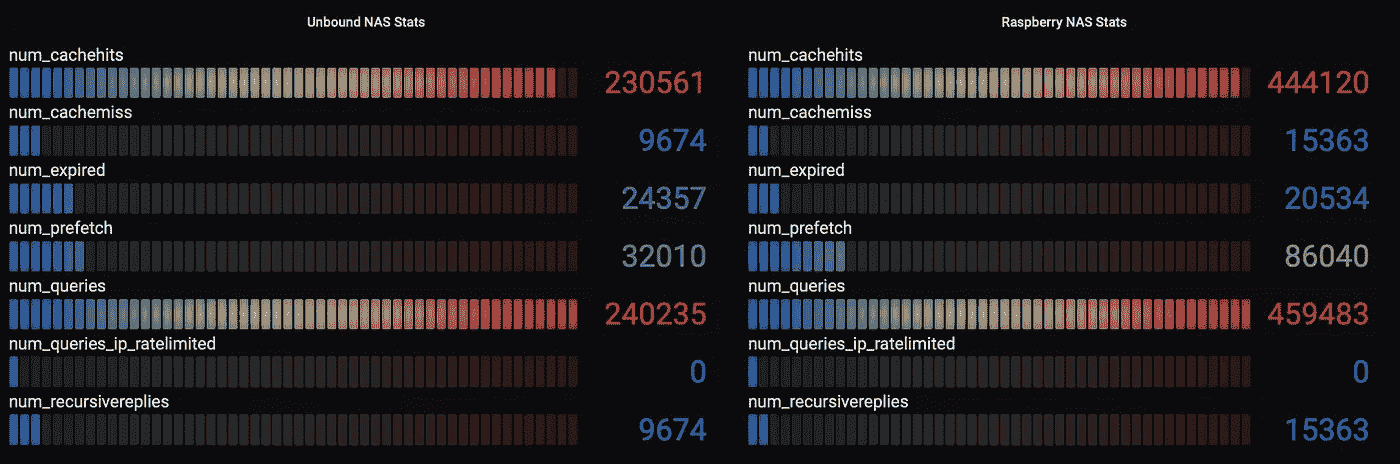 Unbound NAS Stats
num_cachehits
230561
num_cachemiss
9674
num_expired
24357
num_prefetch
32010
num_queries
240235
num_queries_ip_ratelimited
0
num_recursivereplies
9674
Raspberry NAS Stats
num_cachehits
444120
num_cachemiss
15363
num_expired
20534
num_prefetch
86040
num_queries
459483
num_queries_ip_ratelimited
0
num_recursivereplies
15363